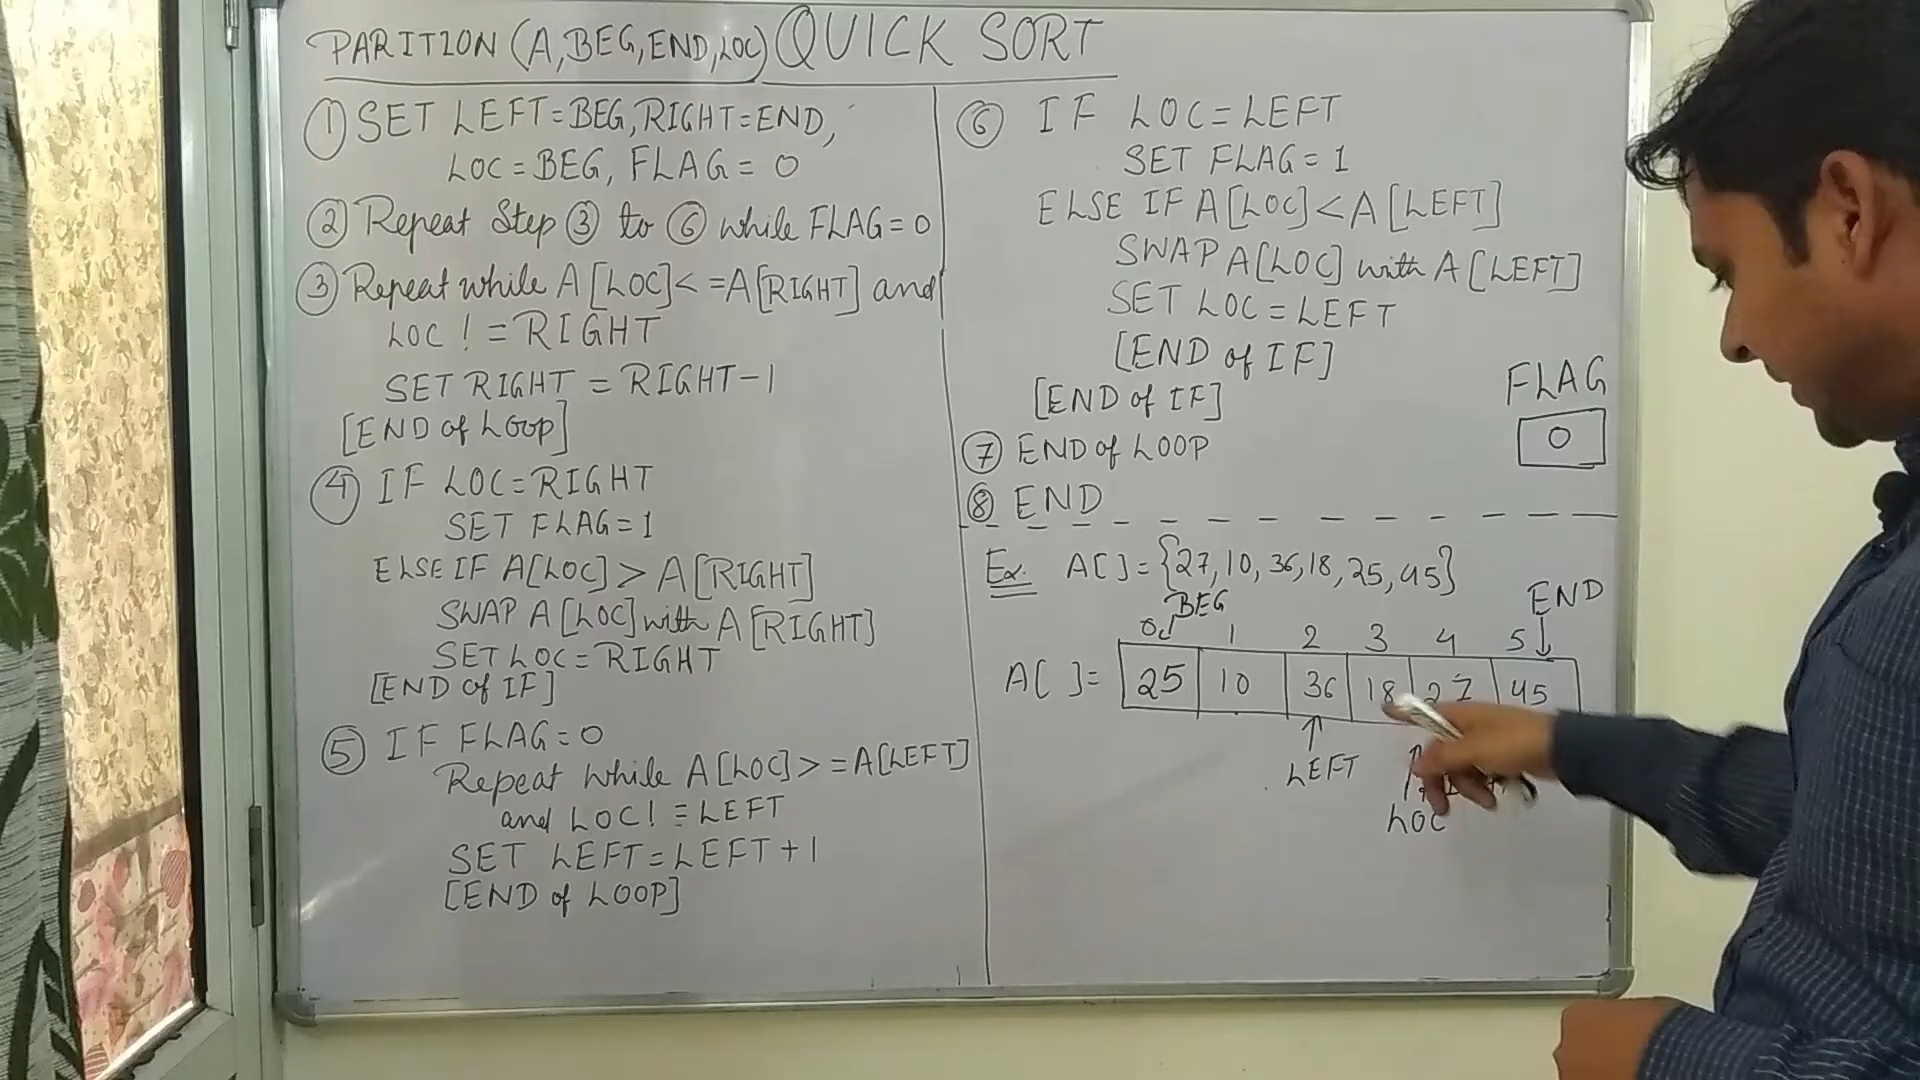 PARITION (A,BEG,END,LOC) QUICK SORT
① SET LEFT=BEG, RIGHT=END,
LOC=BEG, FLAG=0
② Repeat Step ③ to ⑥ while FLAG=0
③ Repeat while A[LOC]<=A[RIGHT] and
LOC!=RIGHT
SET RIGHT=RIGHT-1
[END of LOOP]
④ IF LOC=RIGHT
SET FLAG=1
ELSE IF A[LOC]>A[RIGHT]
SWAP A[LOC] with A[RIGHT]
SET LOC=RIGHT
[END of IF]
⑤ IF FLAG=0
Repeat while A[LOC]>=A[LEFT]
and LOC!=LEFT
SET LEFT=LEFT+1
[END of LOOP]
⑥ IF LOC=LEFT
SET FLAG=1
ELSE IF A[LOC]<A[LEFT]
SWAP A[LOC] with A[LEFT]
SET LOC=LEFT
[END of IF]
[END of IF]
⑦ END of LOOP
⑧ END
FLAG
0
Ex. A[]={27,10,36,18,25,45}
BEG END
0 1 2 3 4 5
A[ ]= 25 10 36 18 27 45
LEFT
LOC